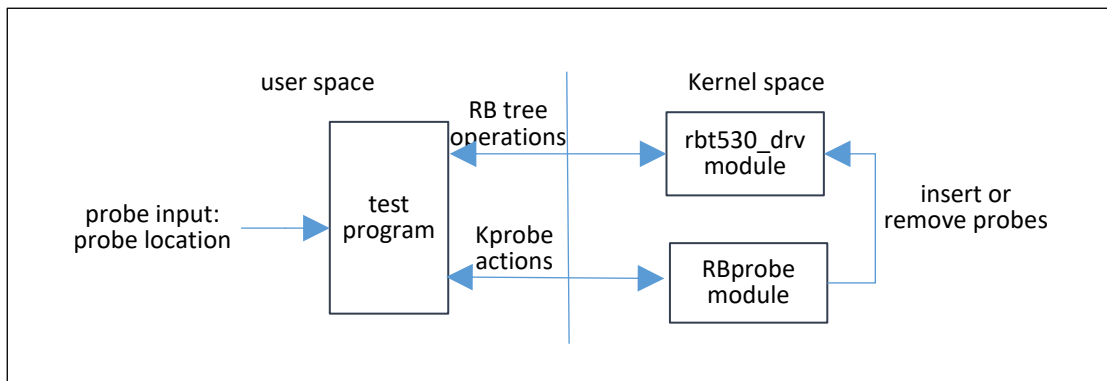 user space
Kernel space
RB tree
operations
rbt530_drv
module
probe input:
probe location
test
program
insert or
remove probes
Kprobe
actions
RBprobe
module